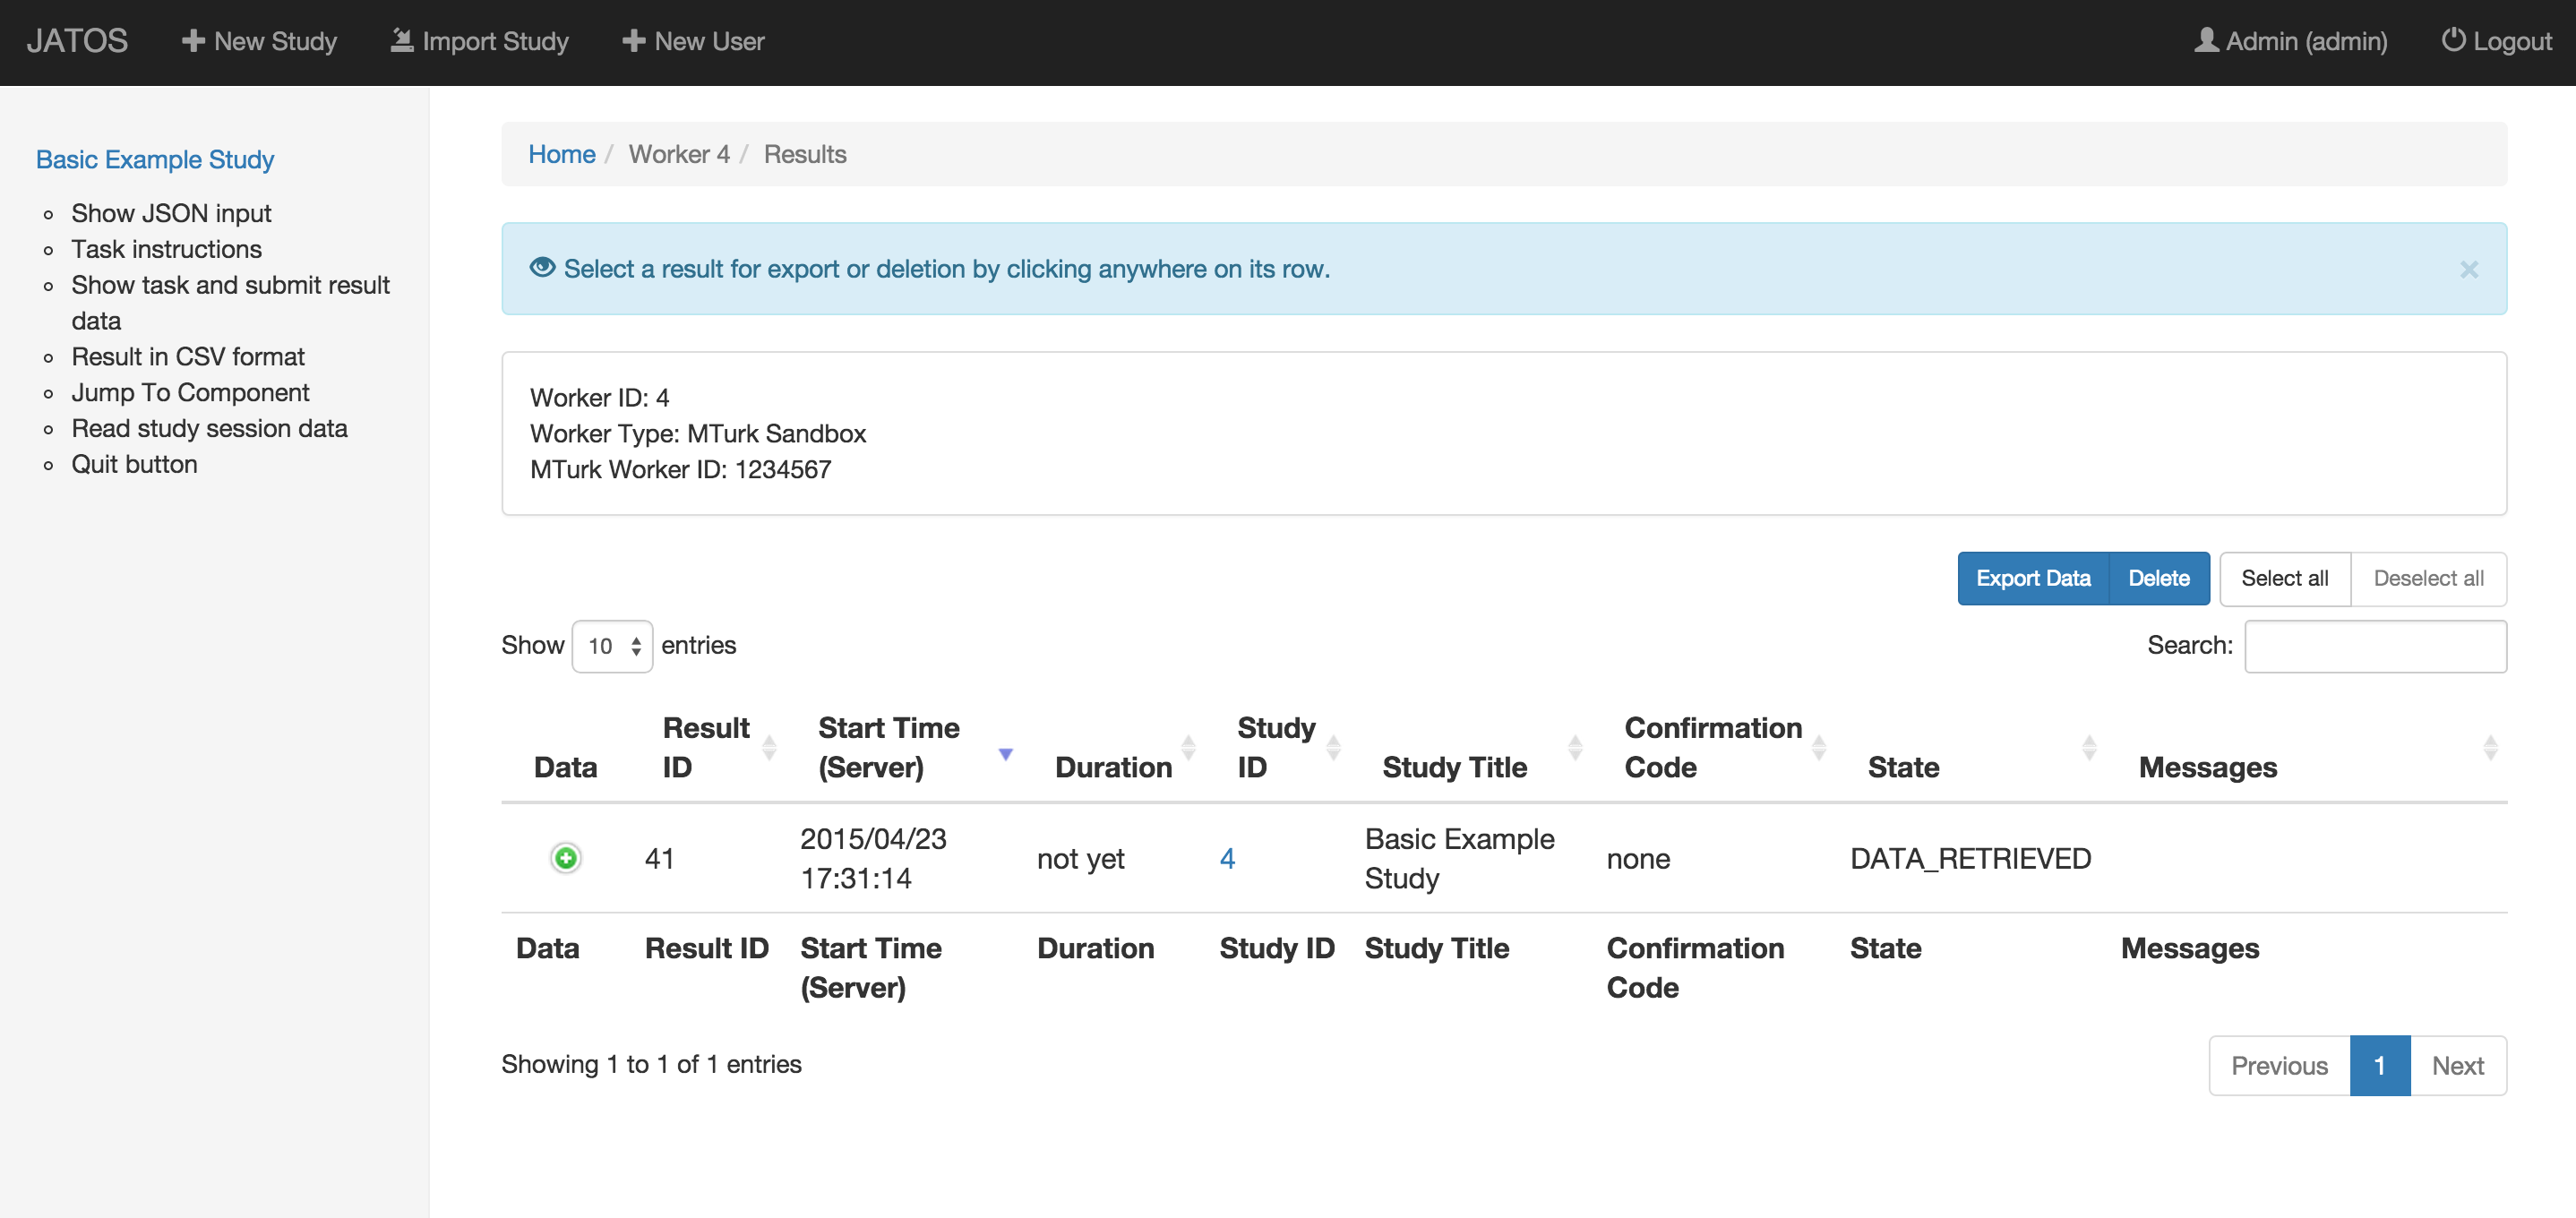 JATOS New Study Import Study New User Admin (admin) Logout
Basic Example Study
Show JSON input
Task instructions
Show task and submit result
data
Result in CSV format
Jump To Component
Read study session data
Quit button
Home / Worker 4 / Results
Select a result for export or deletion by clicking anywhere on its row. ×
Worker ID: 4
Worker Type: MTurk Sandbox
MTurk Worker ID: 1234567
Export Data Delete Select all Deselect all
Show 10 entries Search:
Data Result ID Start Time (Server) Duration Study ID Study Title Confirmation Code State Messages
41 2015/04/23 17:31:14 not yet 4 Basic Example Study none DATA_RETRIEVED
Data Result ID Start Time (Server) Duration Study ID Study Title Confirmation Code State Messages
Showing 1 to 1 of 1 entries Previous 1 Next